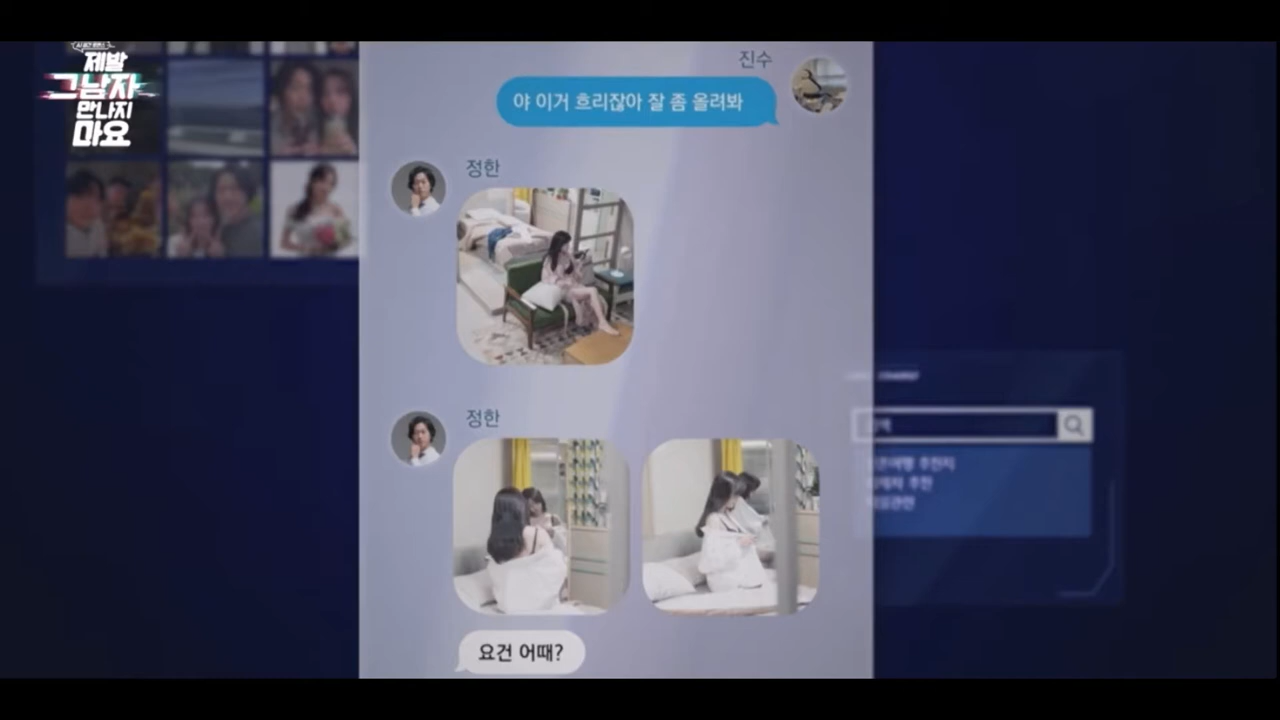 제발
그 남자
만나지
마요
진수
야 이거 흐리잖아 잘 좀 올려봐
정한
정한
요건 어때?